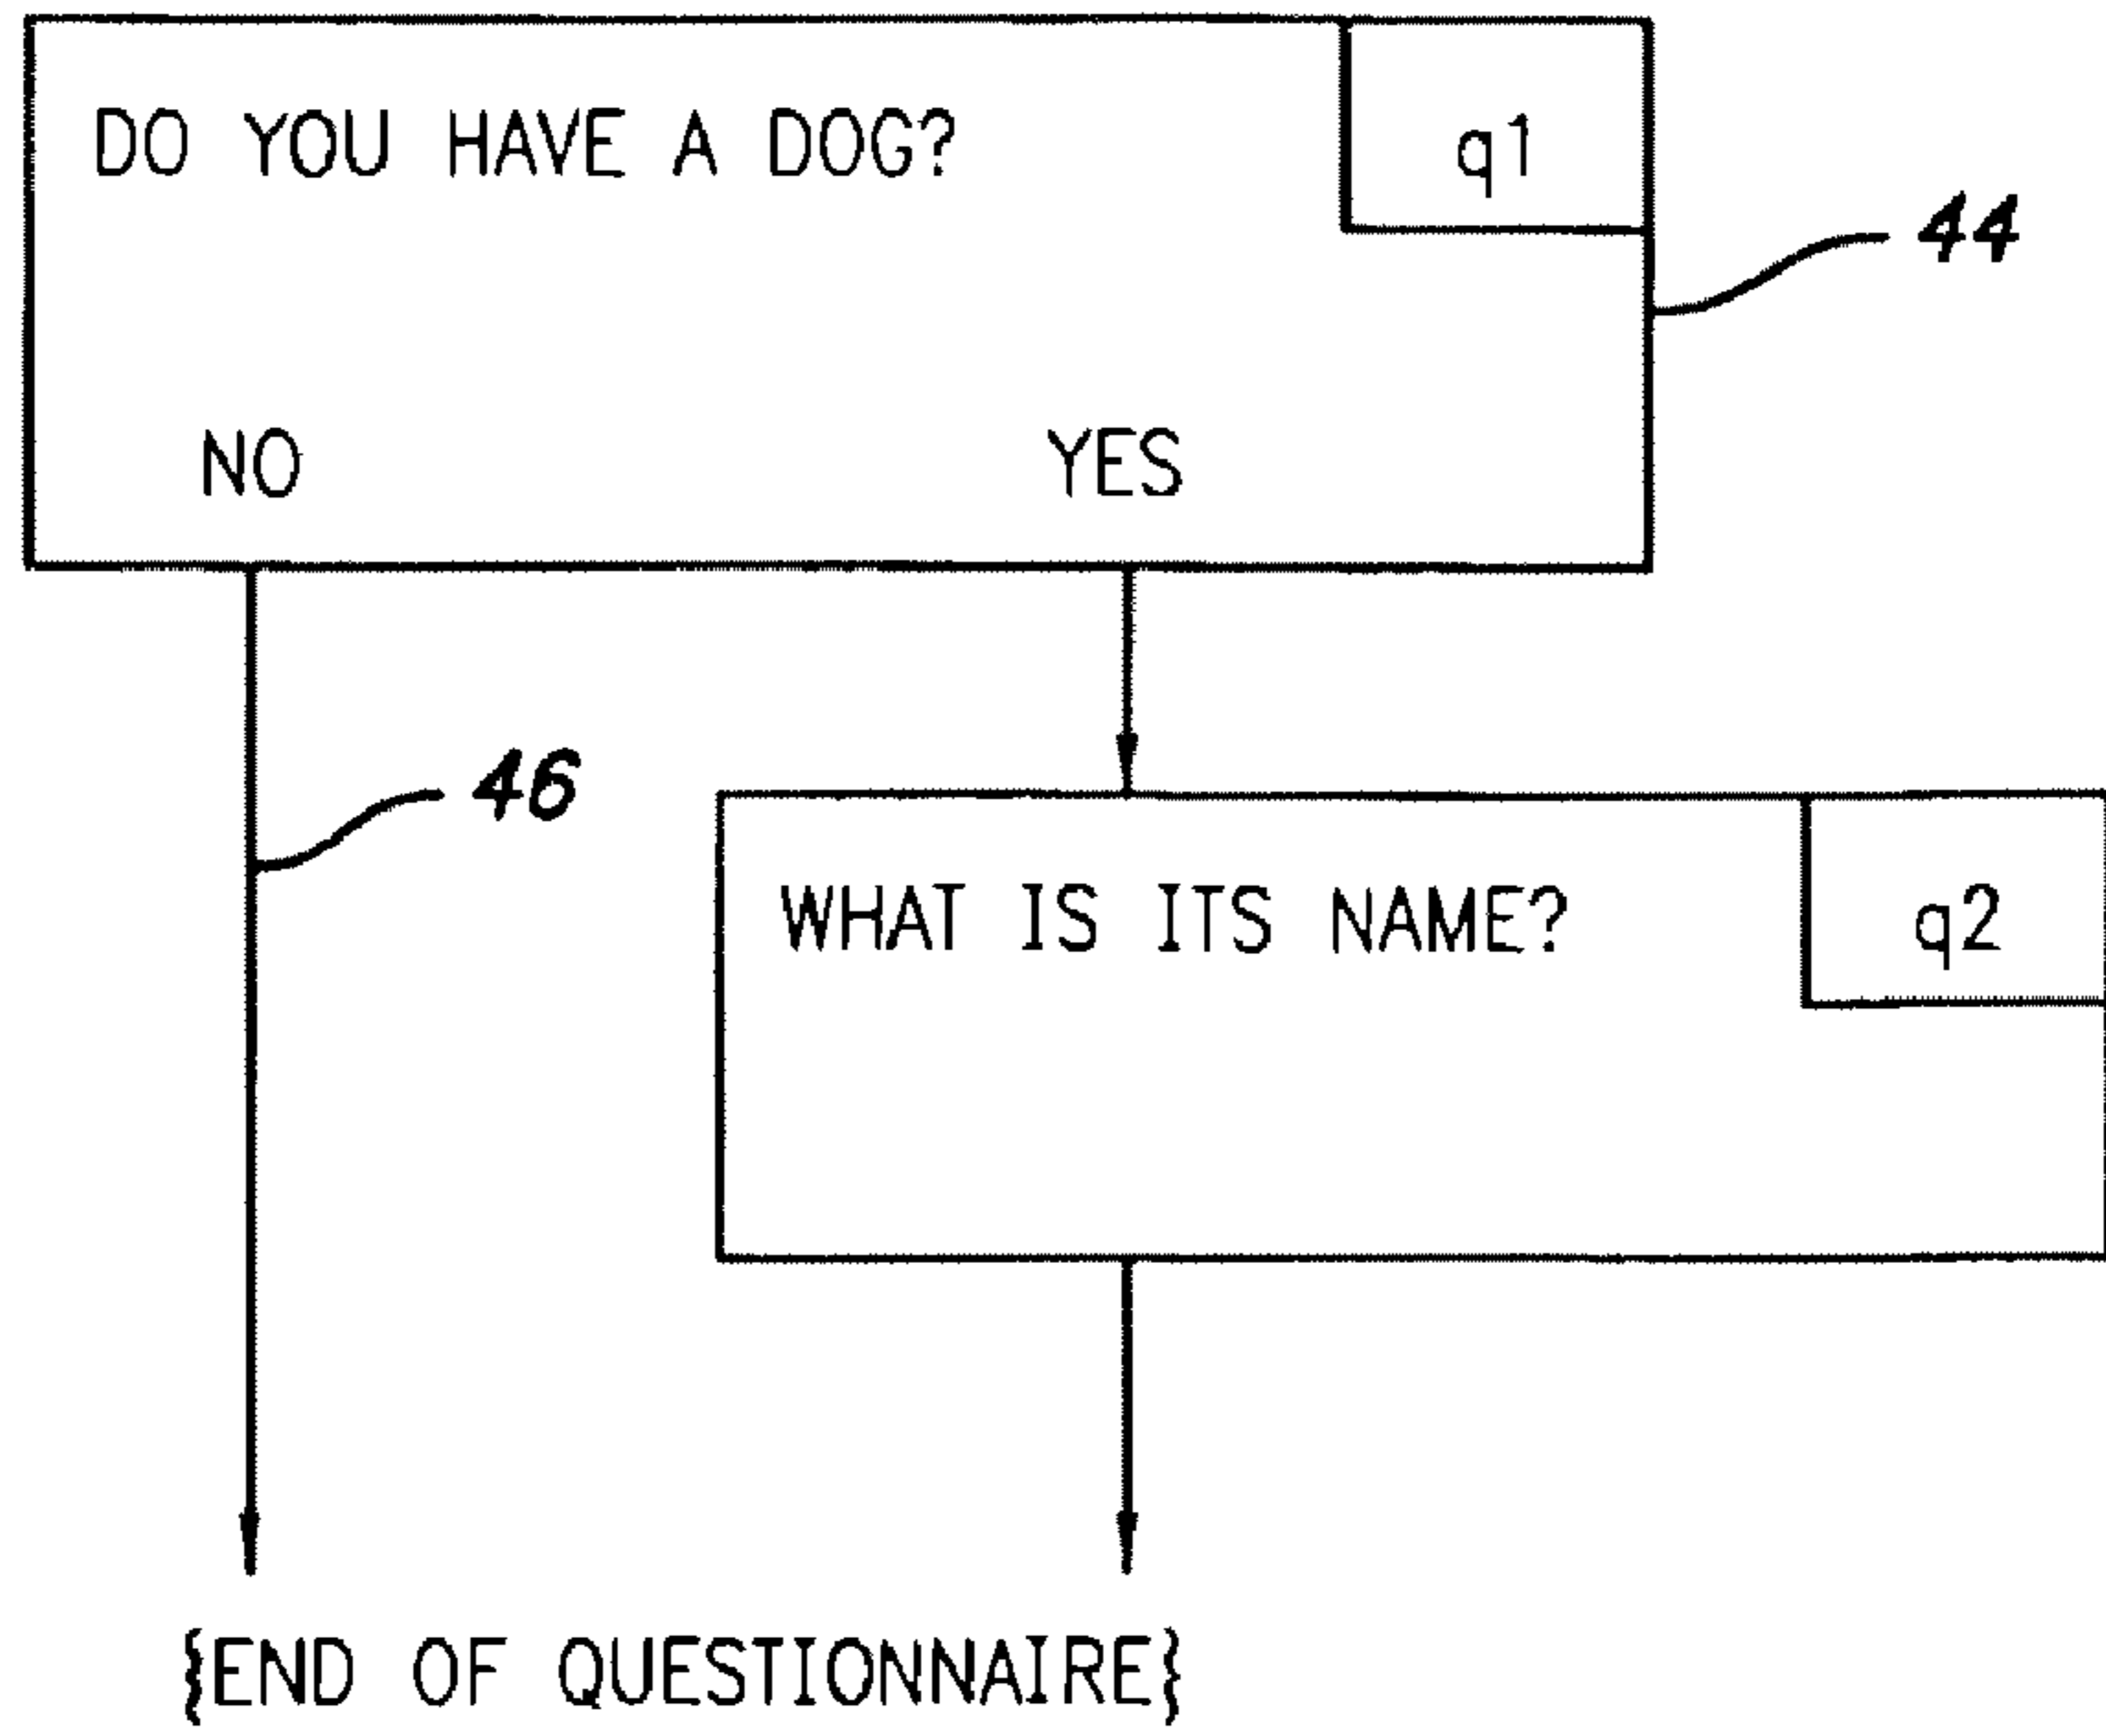 DO YOU HAVE A DOG?
q1
44
NO YES
46
WHAT IS ITS NAME?
q2
{END OF QUESTIONNAIRE}